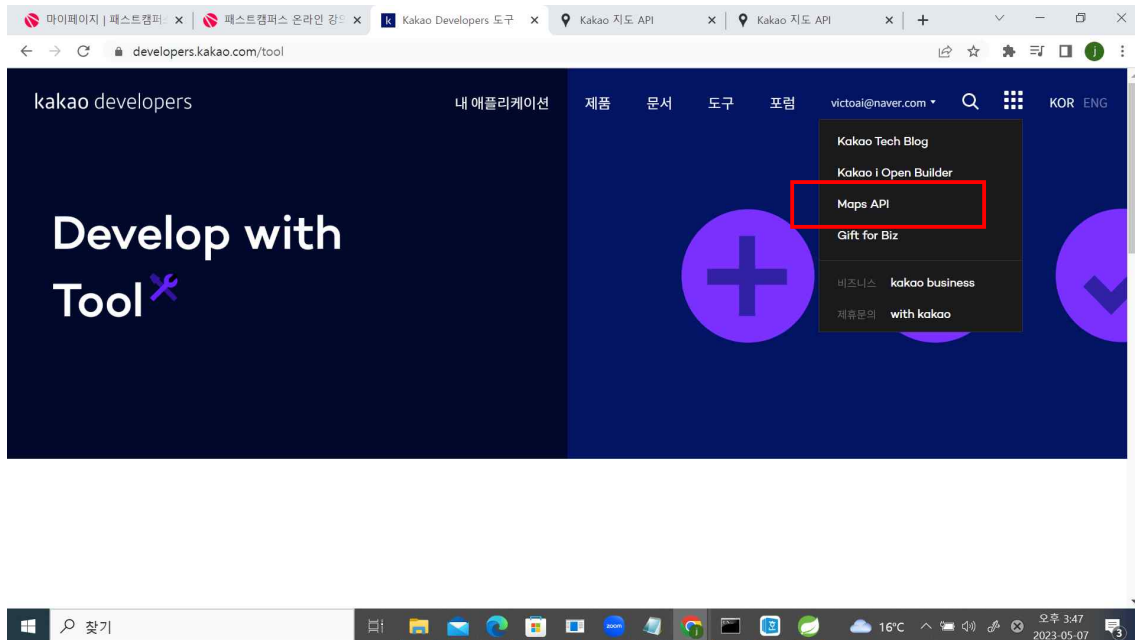 마이페이지 | 패스트캠퍼스
패스트캠퍼스 온라인 강의
Kakao Developers 도구
Kakao 지도 API
Kakao 지도 API
developers.kakao.com/tool
j
kakao developers
내 애플리케이션
제품
문서
도구
포럼
victoai@naver.com
KOR ENG
Kakao Tech Blog
Kakao i Open Builder
Maps API
Gift for Biz
비즈니스 kakao business
제휴문의 with kakao
Develop with
Tool
찾기
zoom
16°C
오후 3:47
2023-05-07
3